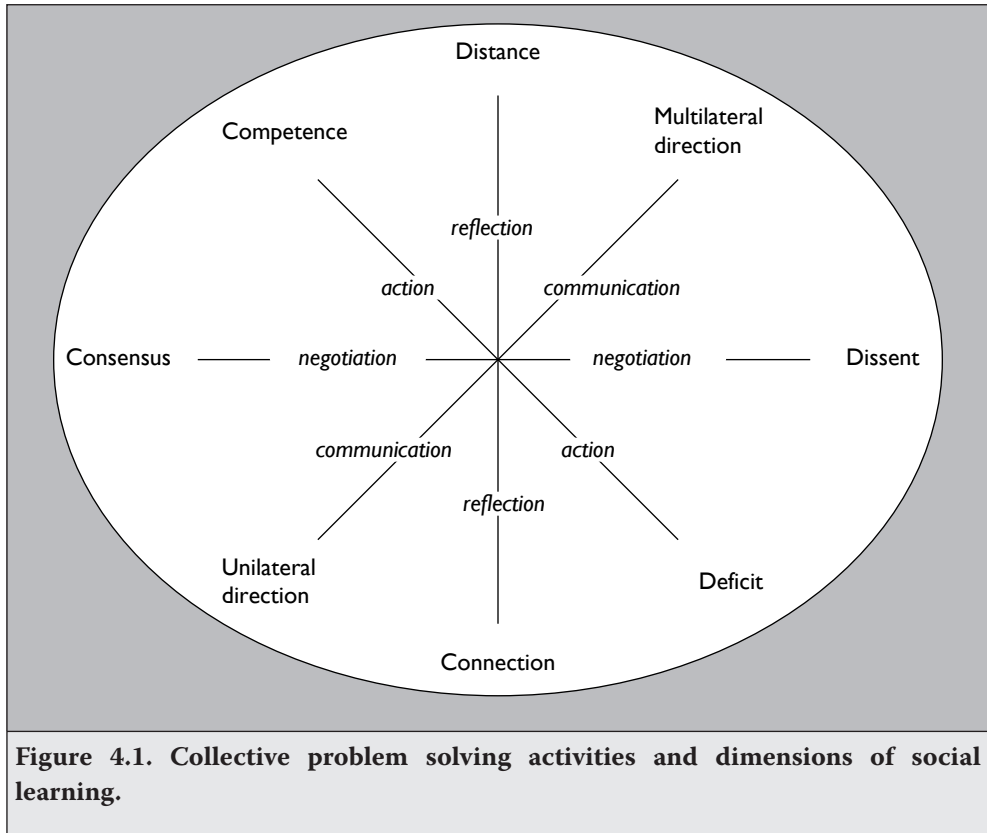 Distance
Competence
Multilateral
direction
reflection
action
communication
Consensus
negotiation
negotiation
Dissent
communication
action
reflection
Unilateral
direction
Deficit
Connection
Figure 4.1. Collective problem solving activities and dimensions of social
learning.